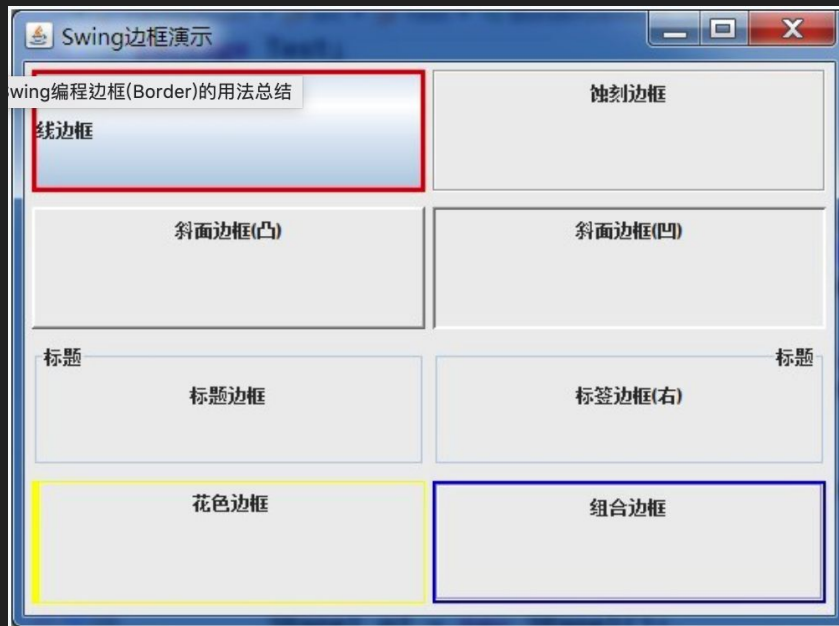 Swing边框演示
wing编程边框(Border)的用法总结
线边框
蚀刻边框
斜面边框(凸)
斜面边框(凹)
标题
标题
标题边框
标签边框(右)
花色边框
组合边框